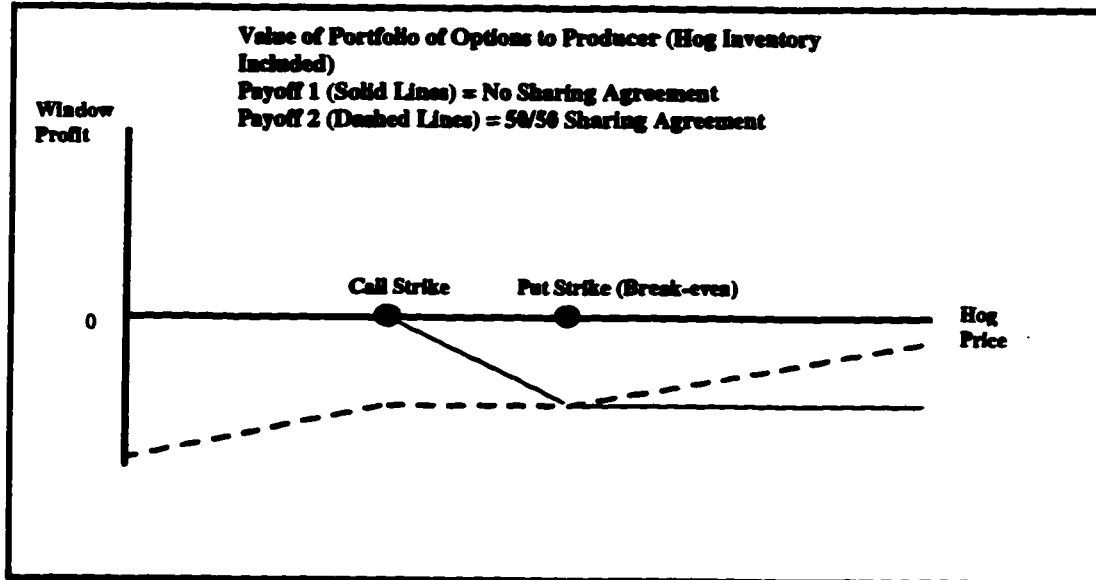 Value of Portfolio of Options to Producer (Hog Inventory
Included)
Payoff 1 (Solid Lines) = No Sharing Agreement
Payoff 2 (Dashed Lines) = 50/50 Sharing Agreement
Window
Profit
Call Strike
Put Strike (Break-even)
0
Hog
Price